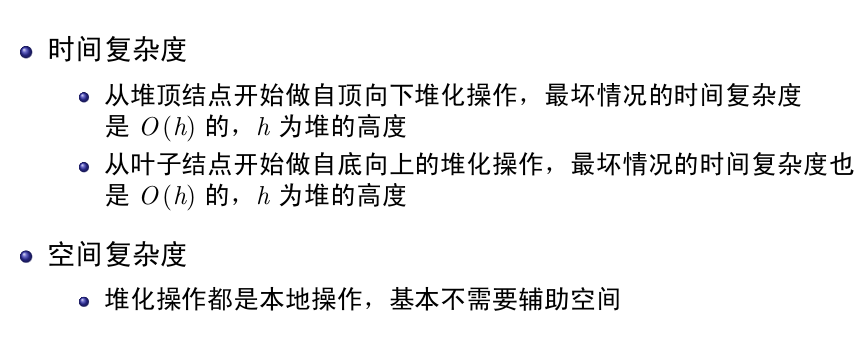 时间复杂度
从堆顶结点开始做自顶向下堆化操作，最坏情况的时间复杂度
是 O(h) 的，h 为堆的高度
从叶子结点开始做自底向上的堆化操作，最坏情况的时间复杂度也
是 O(h) 的，h 为堆的高度
空间复杂度
堆化操作都是本地操作，基本不需要辅助空间